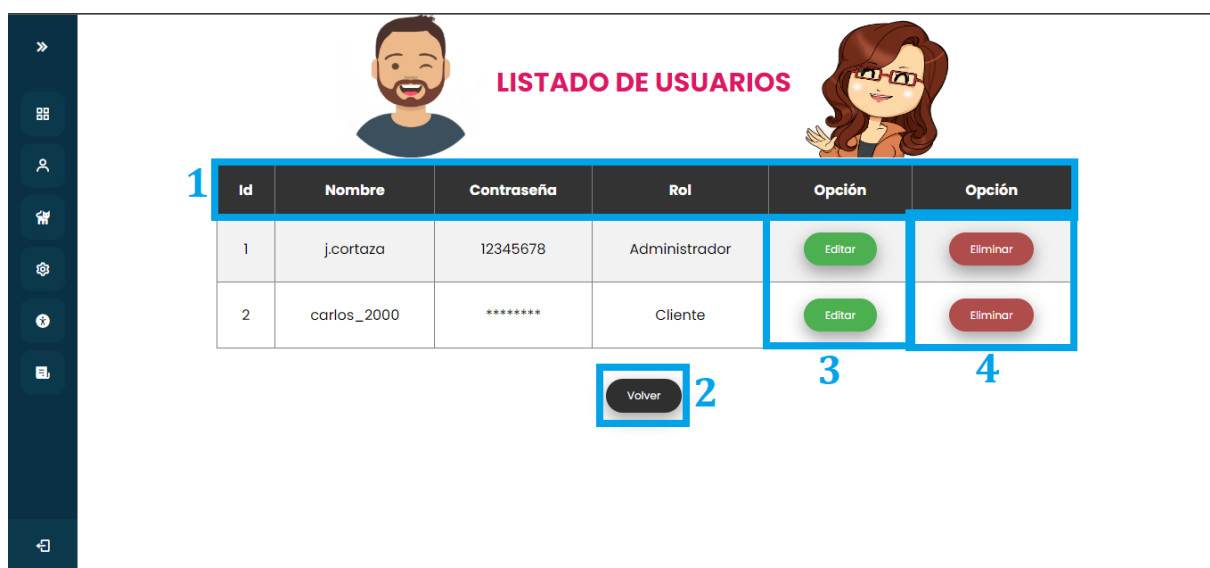 LISTADO DE USUARIOS
1 Id Nombre Contraseña Rol Opción Opción
1 j.cortaza 12345678 Administrador Editar Eliminar
2 carlos_2000 ******** Cliente Editar Eliminar
3 4
Volver 2